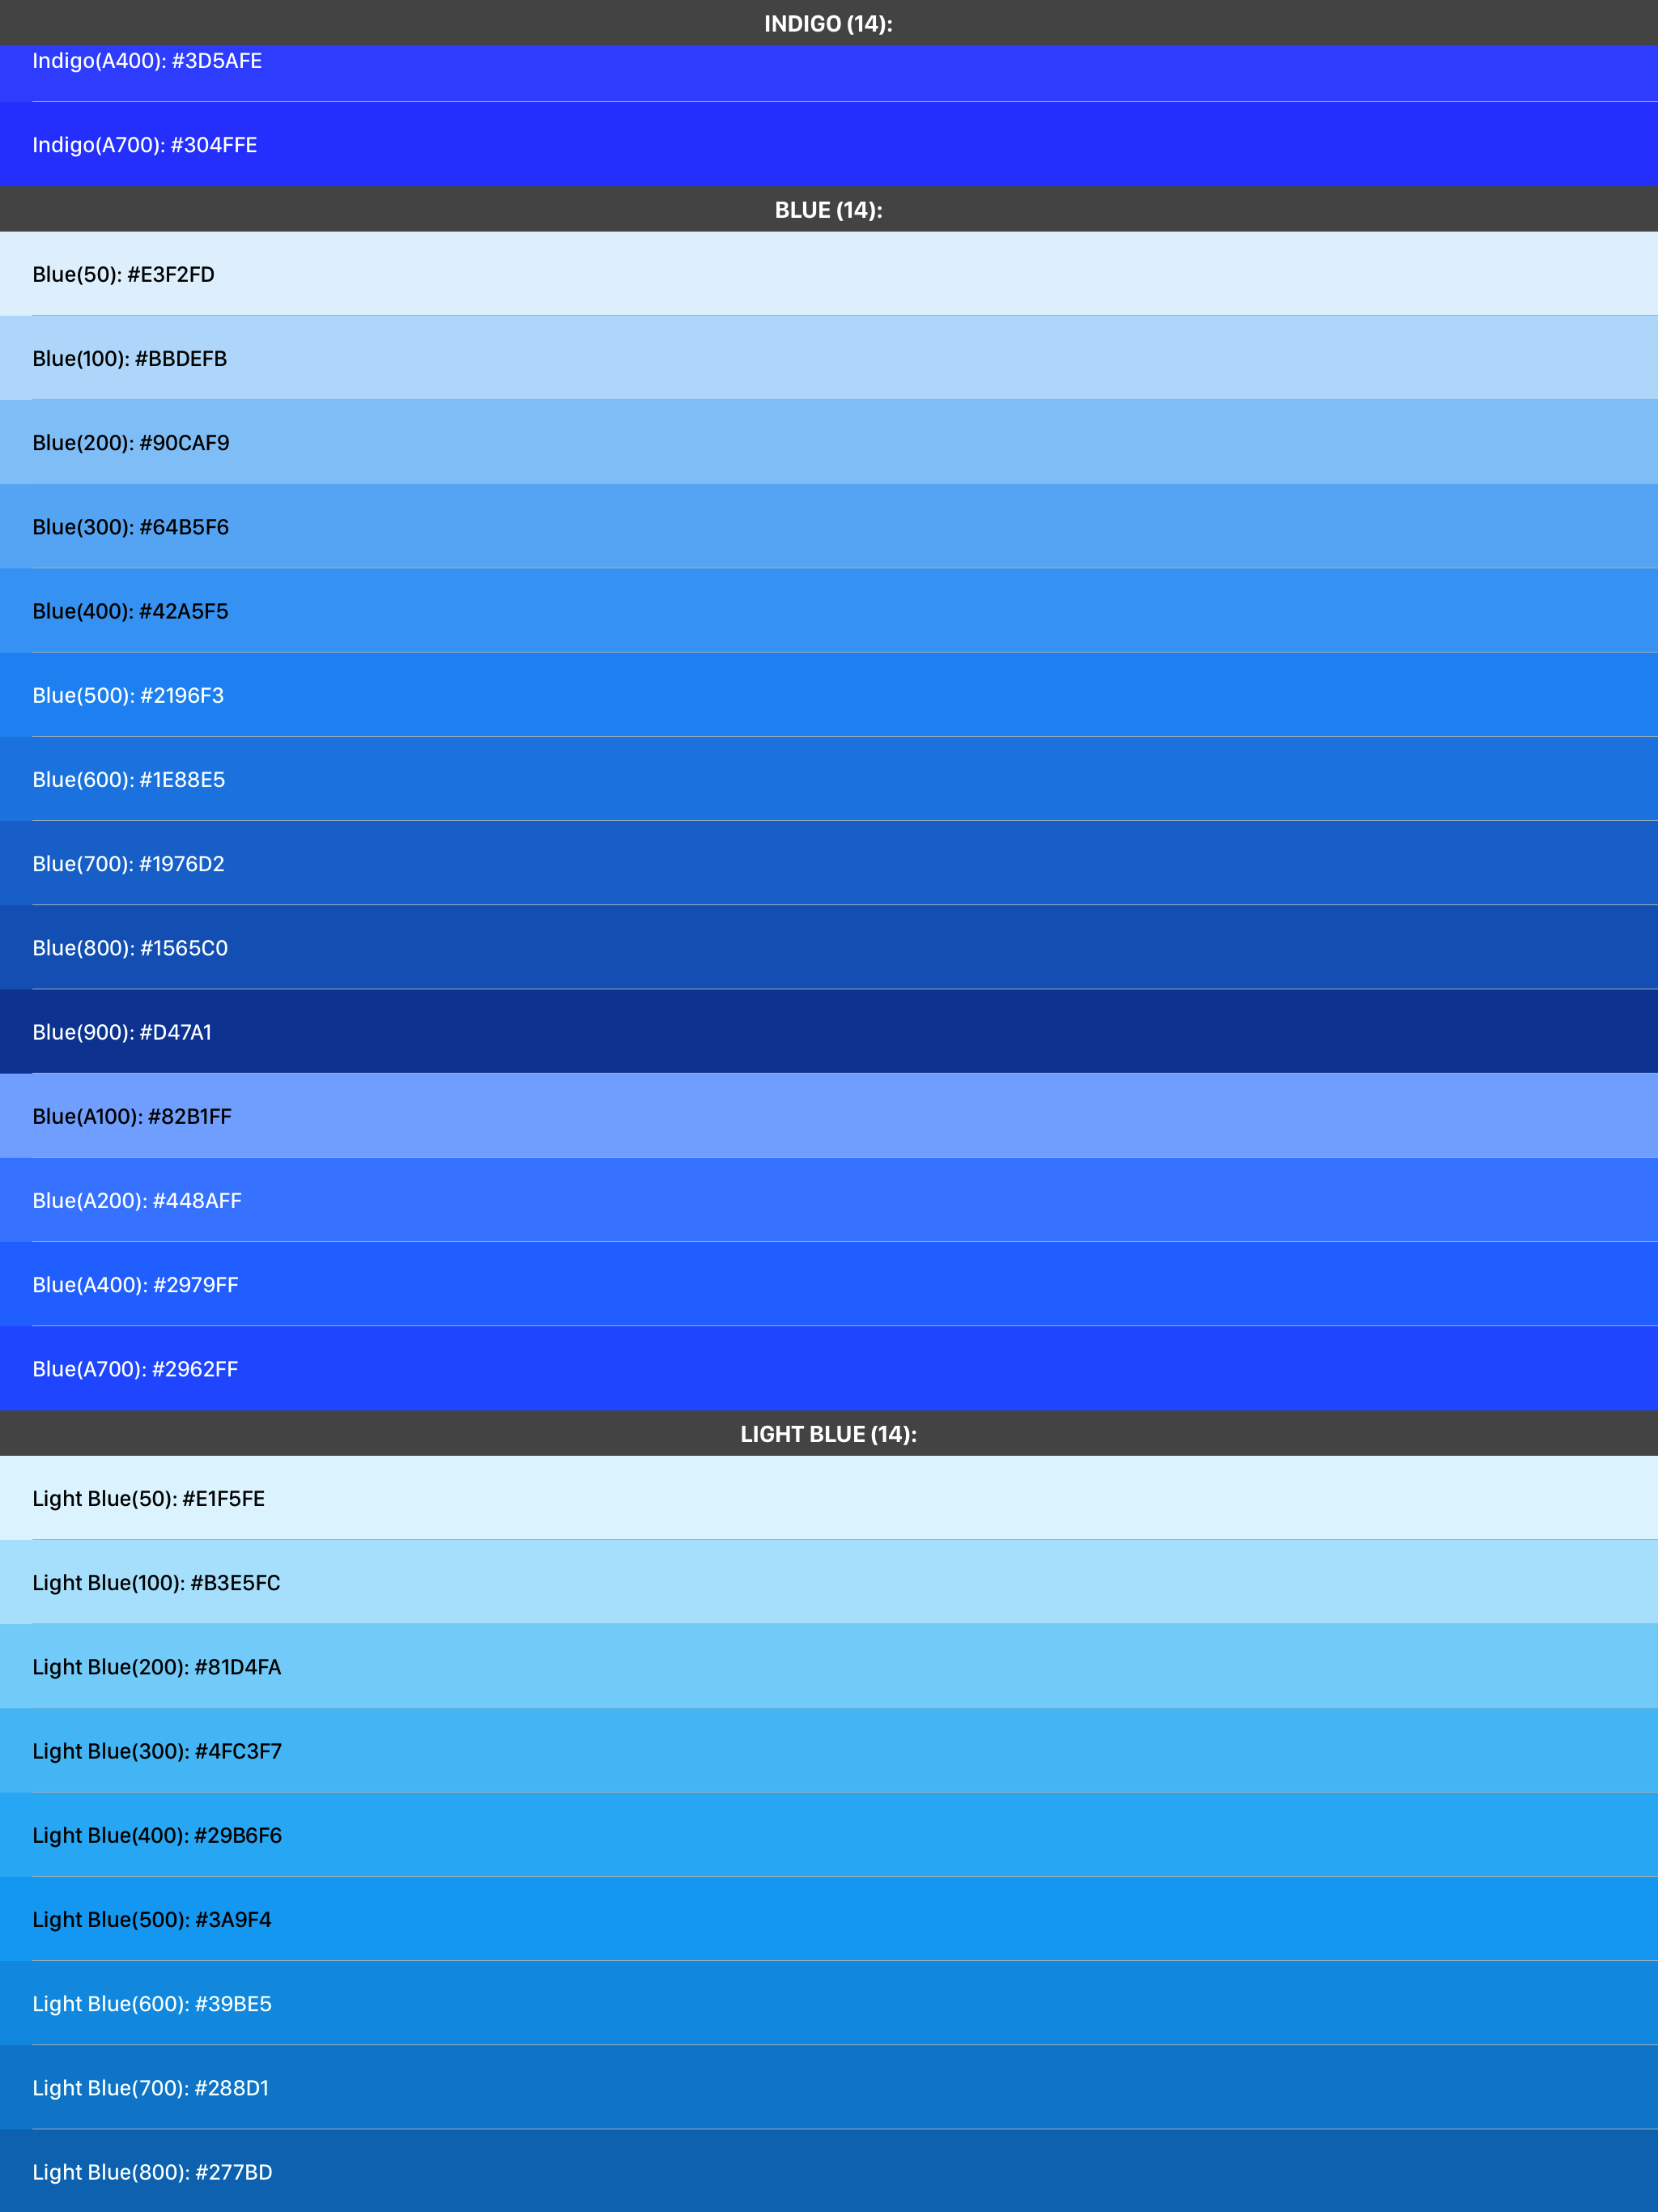 INDIGO (14):
Indigo(A400): #3D5AFE
Indigo(A700): #304FFE
BLUE (14):
Blue(50): #E3F2FD
Blue(100): #BBDEFB
Blue(200): #90CAF9
Blue(300): #64B5F6
Blue(400): #42A5F5
Blue(500): #2196F3
Blue(600): #1E88E5
Blue(700): #1976D2
Blue(800): #1565C0
Blue(900): #D47A1
Blue(A100): #82B1FF
Blue(A200): #448AFF
Blue(A400): #2979FF
Blue(A700): #2962FF
LIGHT BLUE (14):
Light Blue(50): #E1F5FE
Light Blue(100): #B3E5FC
Light Blue(200): #81D4FA
Light Blue(300): #4FC3F7
Light Blue(400): #29B6F6
Light Blue(500): #3A9F4
Light Blue(600): #39BE5
Light Blue(700): #288D1
Light Blue(800): #277BD